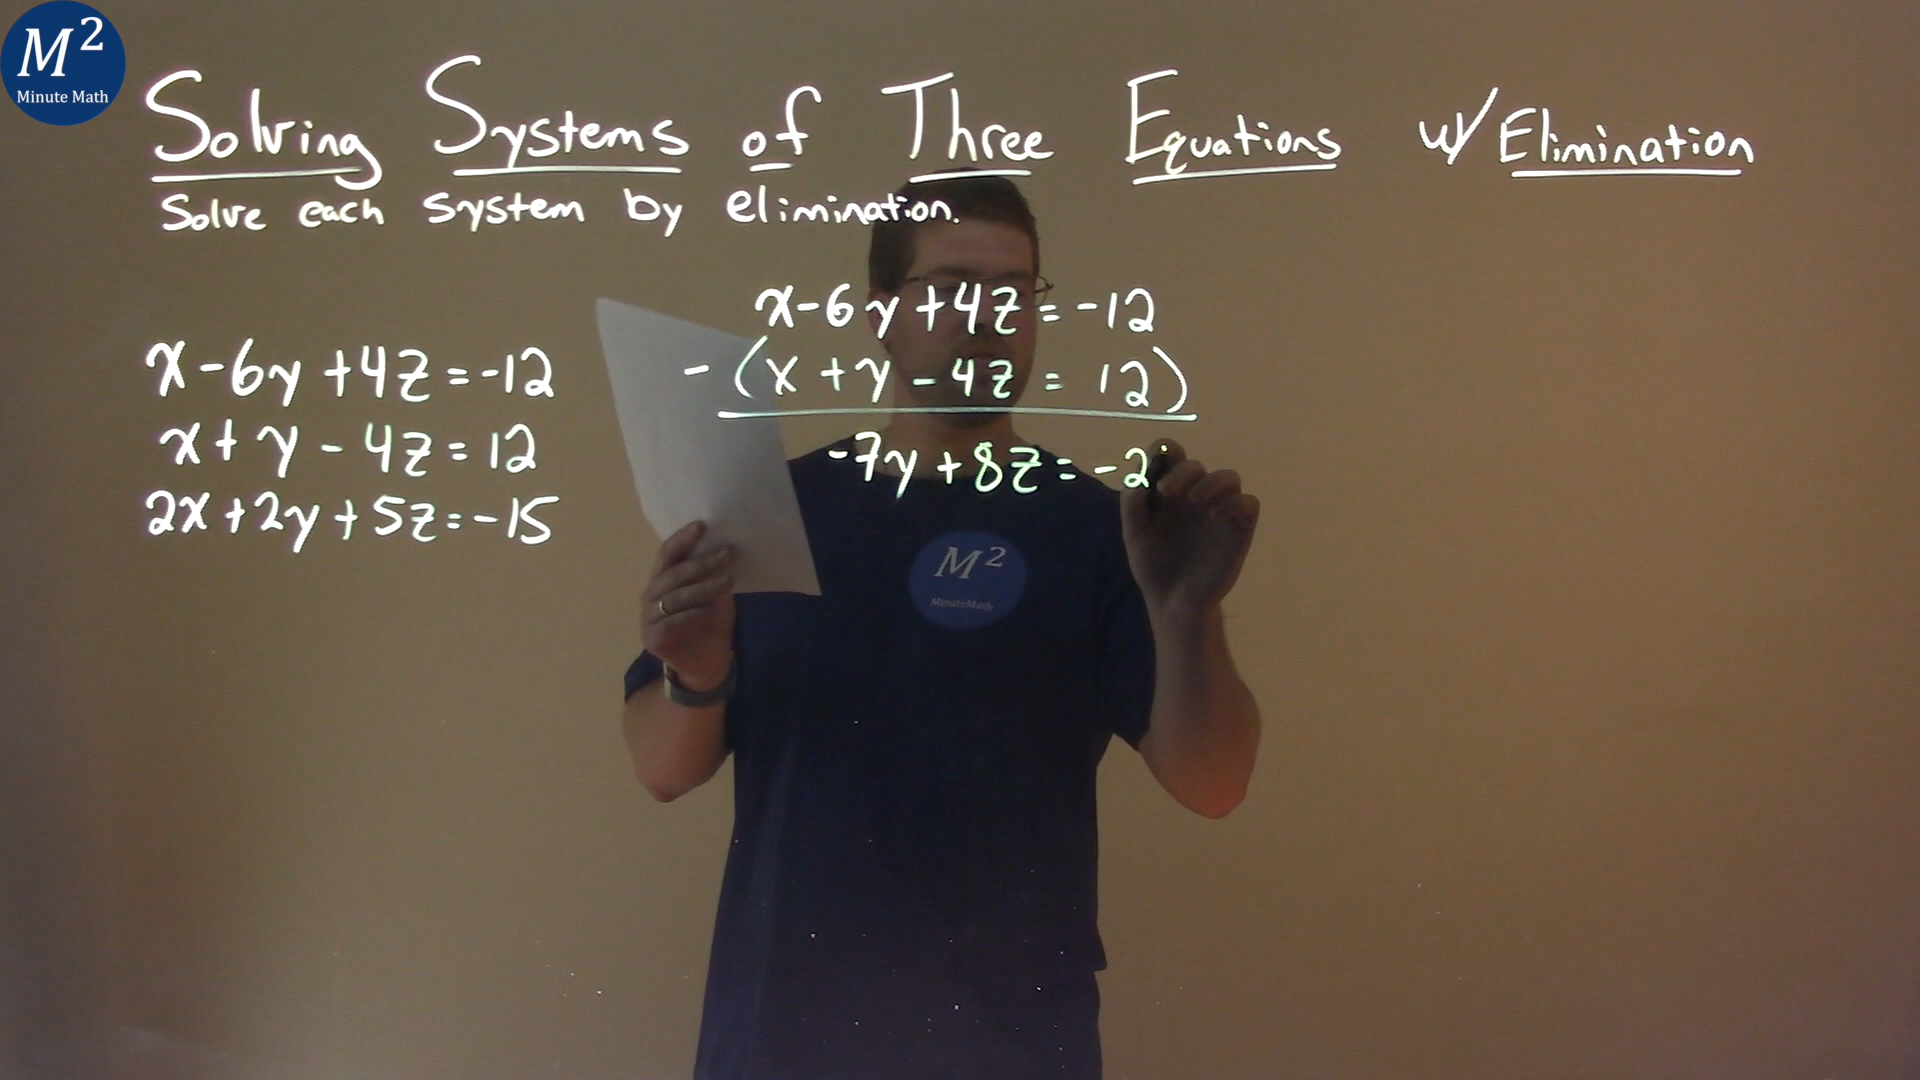 M²
Minute Math
Solving Systems of Three Equations w/ Elimination
Solve each system by elimination.
x-6y+4z=-12
x+y-4z=12
2x+2y+5z=-15
x-6y+4z=-12
-(x+y-4z=12)
-7y+8z=-2
M²
MinuteMath